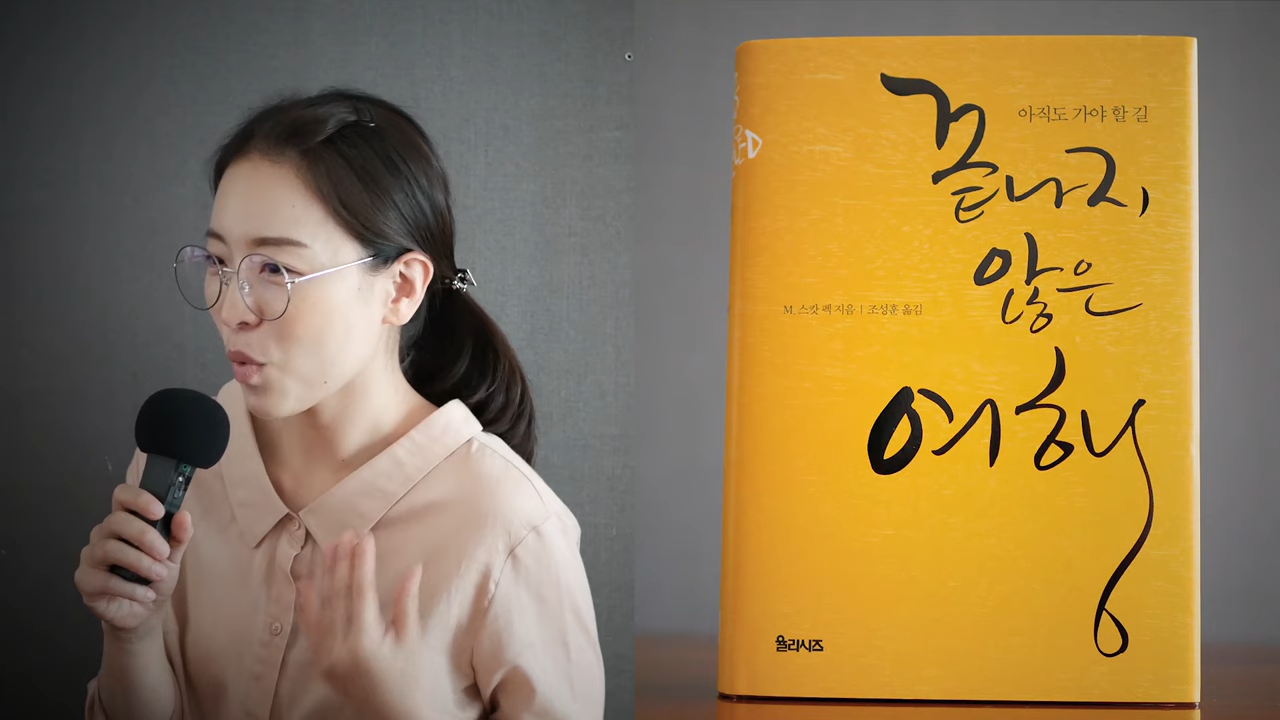 아직도 가야 할 길
끝나지
않은
여행
M. 스캇 펙 지음 | 조성훈 옮김
율리시즈